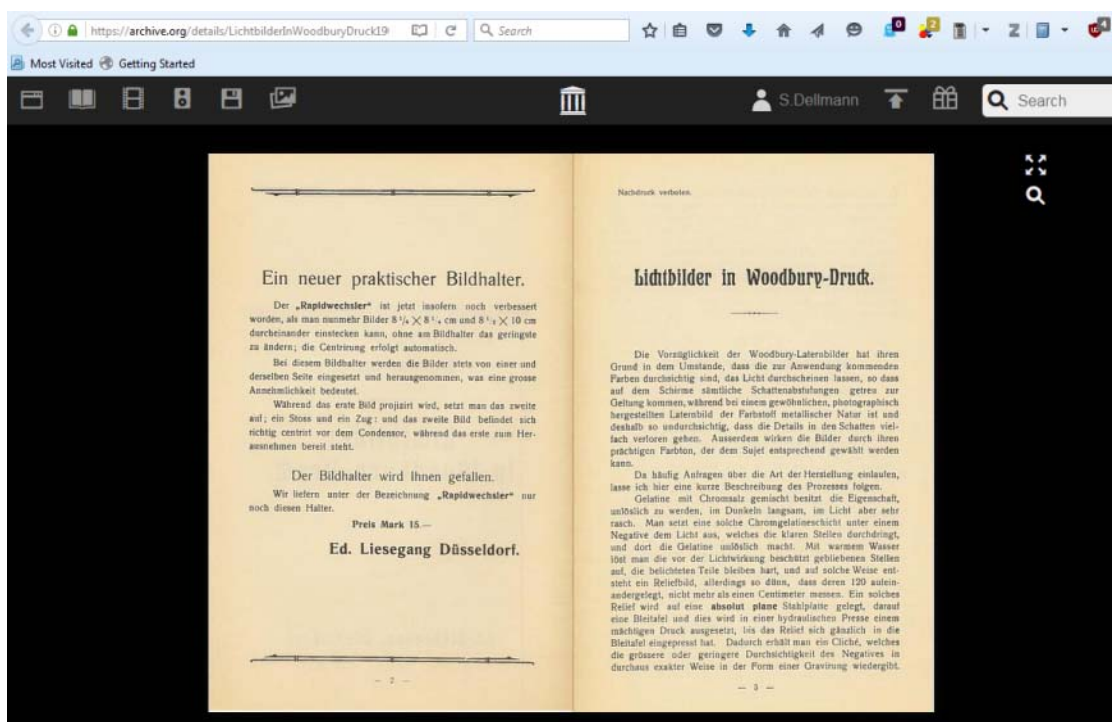 https://archive.org/details/LichtbilderInWoodburyDruck19
Search
0
2
4
Most Visited
Getting Started
S.Dellmann
Search
Ein neuer praktischer Bildhalter.
Der „Rapidwechsler“ ist jetzt insofern noch verbessert
worden, als man nunmehr Bilder 8 1/4 × 8 1/4 cm und 8 1/2 × 10 cm
durcheinander einstecken kann, ohne am Bildhalter das geringste
zu ändern; die Centrirung erfolgt automatisch.
Bei diesem Bildhalter werden die Bilder stets von einer und
derselben Seite eingesetzt und herausgenommen, was eine grosse
Annehmlichkeit bedeutet.
Während das erste Bild projizirt wird, setzt man das zweite
auf; ein Stoss und ein Zug: und das zweite Bild befindet sich
richtig centrirt vor dem Condensor, während das erste zum Her-
ausnehmen bereit steht.
Der Bildhalter wird Ihnen gefallen.
Wir liefern unter der Bezeichnung „Rapidwechsler“ nur
noch diesen Halter.
Preis Mark 15.—
Ed. Liesegang Düsseldorf.
— 2 —
Nachdruck verboten.
Lichtbilder in Woodbury-Druck.
Die Vorzüglichkeit der Woodbury-Laternbilder hat ihren
Grund in dem Umstande, dass die zur Anwendung kommenden
Farben durchsichtig sind, das Licht durchscheinen lassen, so dass
auf dem Schirme sämtliche Schattenabstufungen getreu zur
Geltung kommen, während bei einem gewöhnlichen, photographisch
hergestellten Laternbild der Farbstoff metallischer Natur ist und
deshalb so undurchsichtig, dass die Details in den Schatten viel-
fach verloren gehen. Ausserdem wirken die Bilder durch ihren
prächtigen Farbton, der dem Sujet entsprechend gewählt werden
kann.
Da häufig Anfragen über die Art der Herstellung einlaufen,
lasse ich hier eine kurze Beschreibung des Prozesses folgen.
Gelatine mit Chromsalz gemischt besitzt die Eigenschaft,
unlöslich zu werden, im Dunkeln langsam, im Licht aber sehr
rasch. Man setzt eine solche Chromgelatineschicht unter einem
Negative dem Licht aus, welches die klaren Stellen durchdringt,
und dort die Gelatine unlöslich macht. Mit warmem Wasser
löst man die vor der Lichtwirkung beschützt gebliebenen Stellen
auf, die belichteten Teile bleiben hart, und auf solche Weise ent-
steht ein Reliefbild, allerdings so dünn, dass deren 120 aufein-
andergelegt, nicht mehr als einen Centimeter messen. Ein solches
Relief wird auf eine absolut plane Stahlplatte gelegt, darauf
eine Bleitafel und dies wird in einer hydraulischen Presse einem
mächtigen Druck ausgesetzt, bis das Relief sich gänzlich in die
Bleitafel eingepresst hat. Dadurch erhält man ein Cliché, welches
die grössere oder geringere Durchsichtigkeit des Negatives in
durchaus exakter Weise in der Form einer Gravirung wiedergibt.
— 3 —